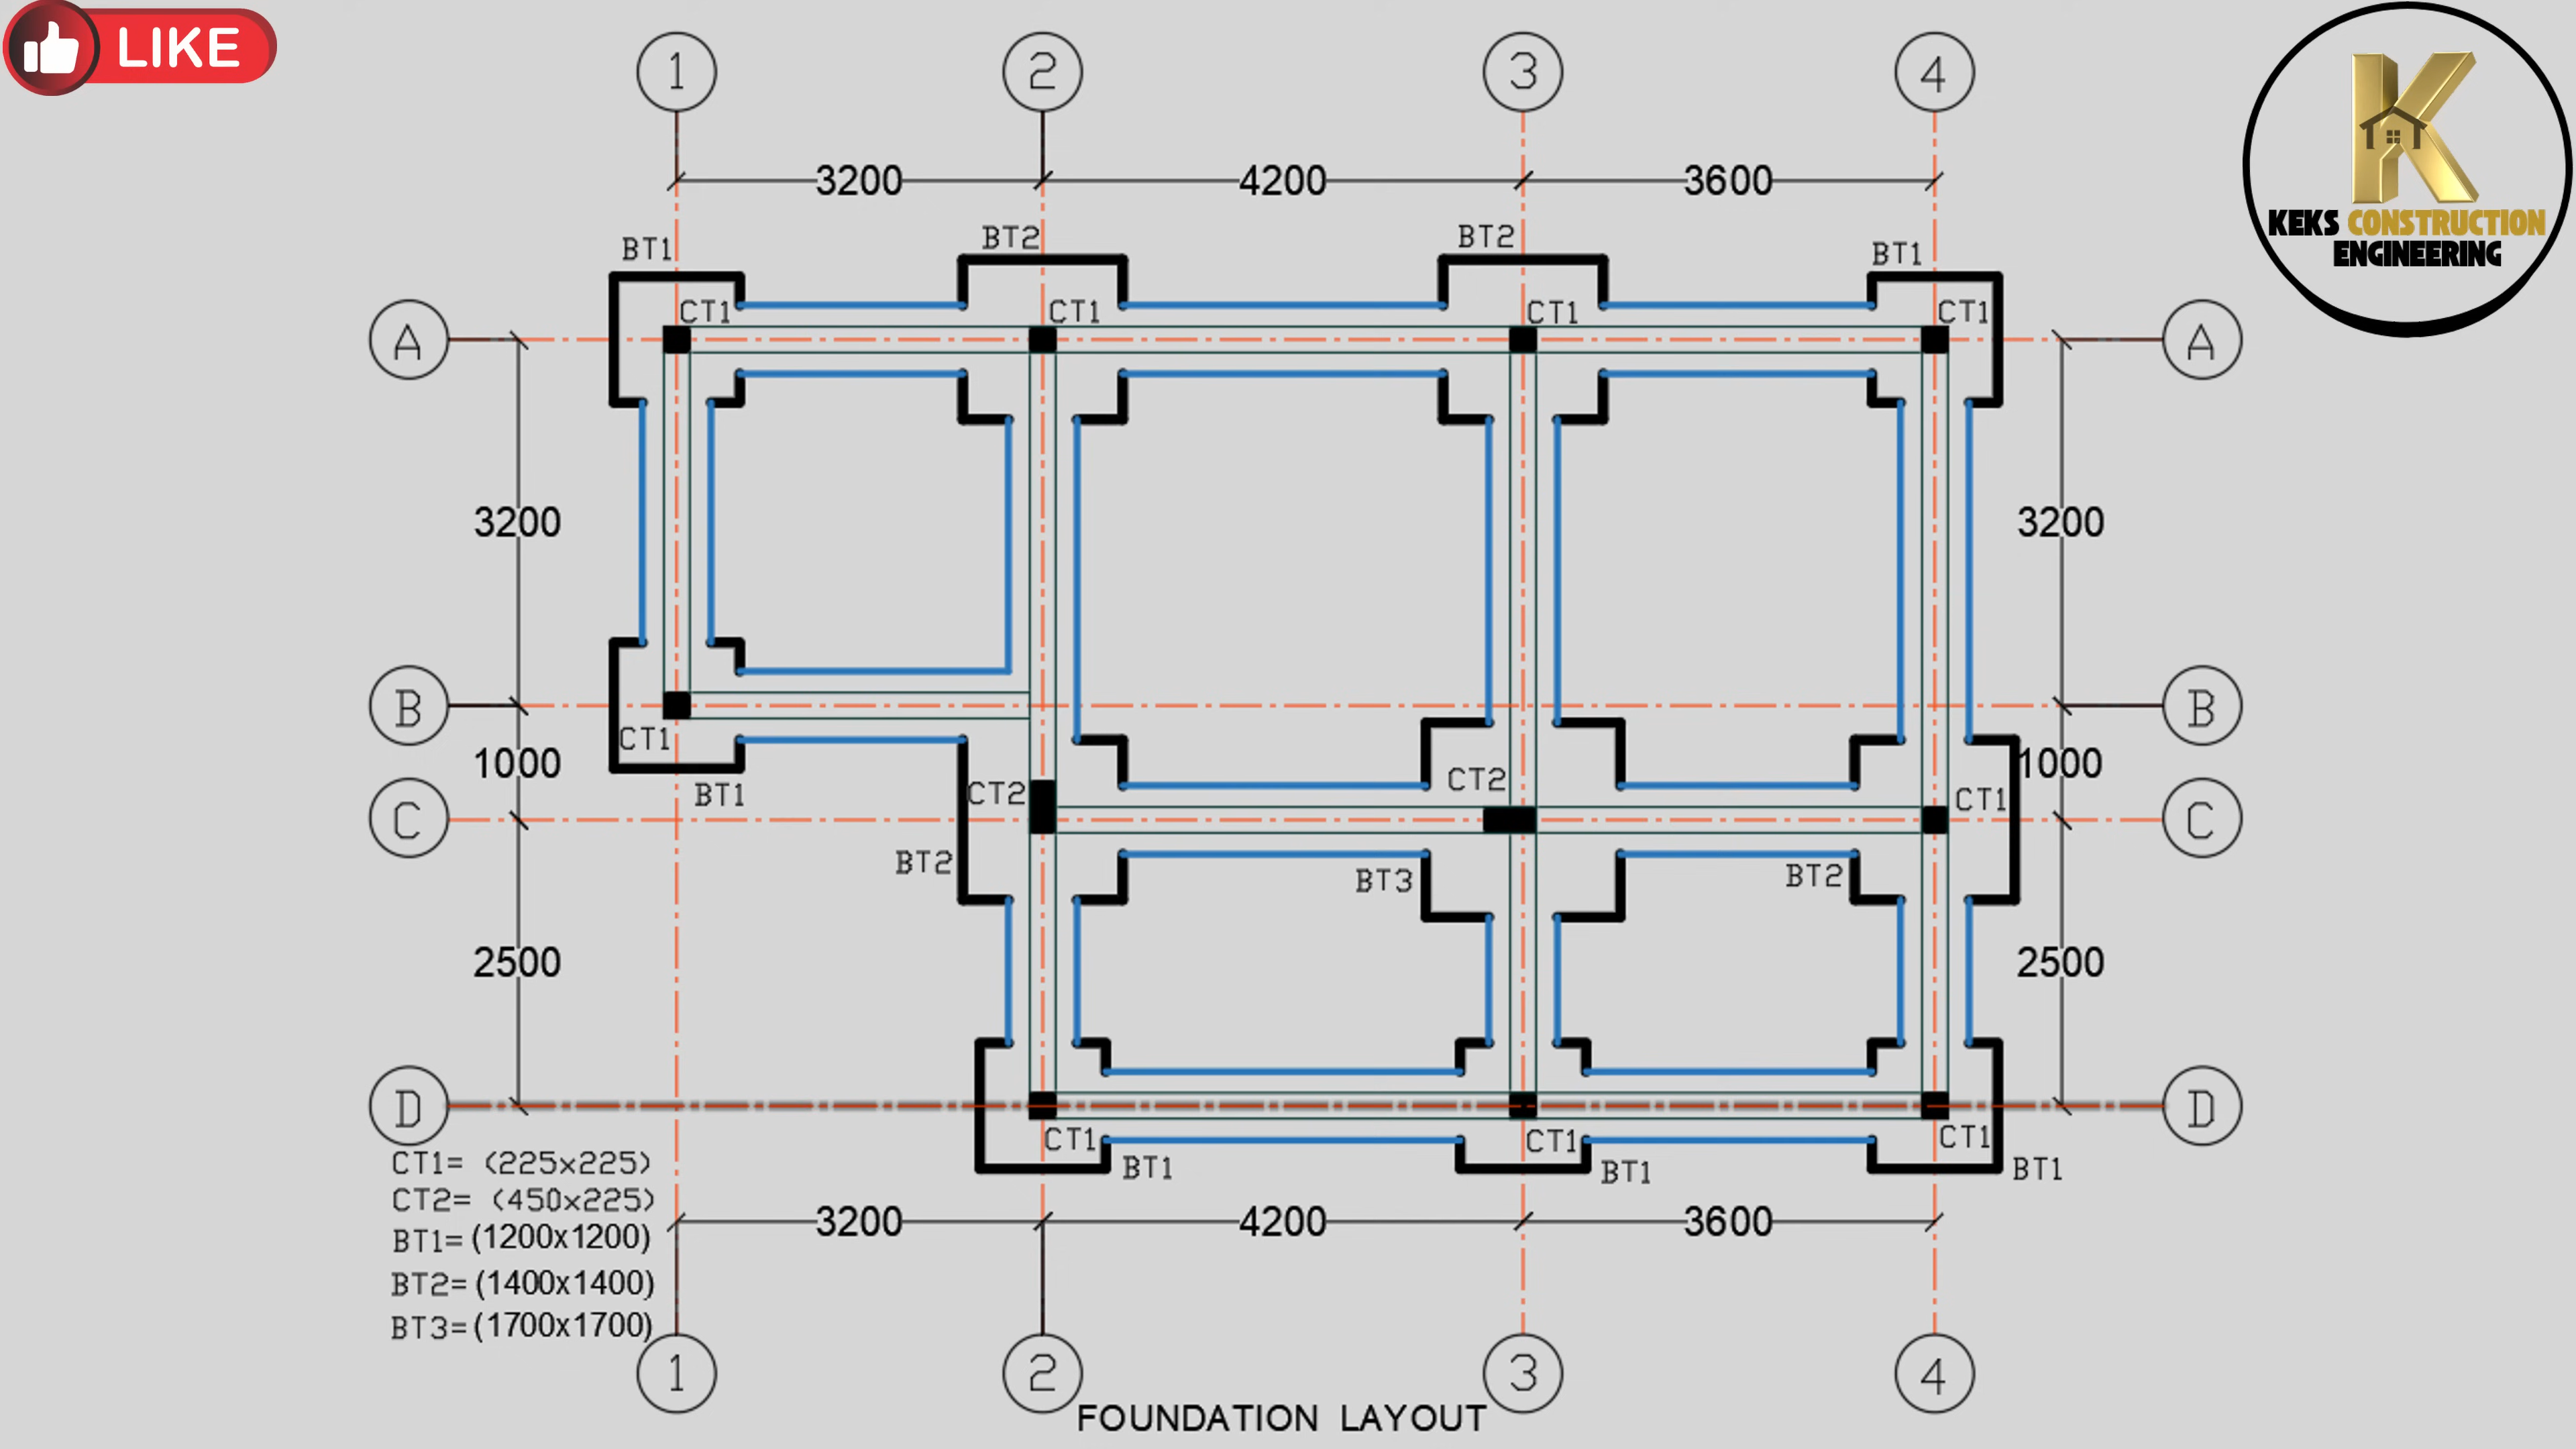 LIKE
1 2 3 4
3200 4200 3600
KEKS CONSTRUCTION
ENGINEERING
BT1 BT2 BT2 BT1
CT1 CT1 CT1 CT1
A A
3200 3200
B B
CT1
1000 1000
BT1 CT2 CT2 CT1
C C
BT2 BT3 BT2
2500 2500
D D
CT1 CT1 CT1
BT1 BT1 BT1
CT1= (225x225)
CT2= (450x225)
BT1= (1200x1200)
BT2= (1400x1400)
BT3= (1700x1700)
3200 4200 3600
1 2 3 4
FOUNDATION LAYOUT